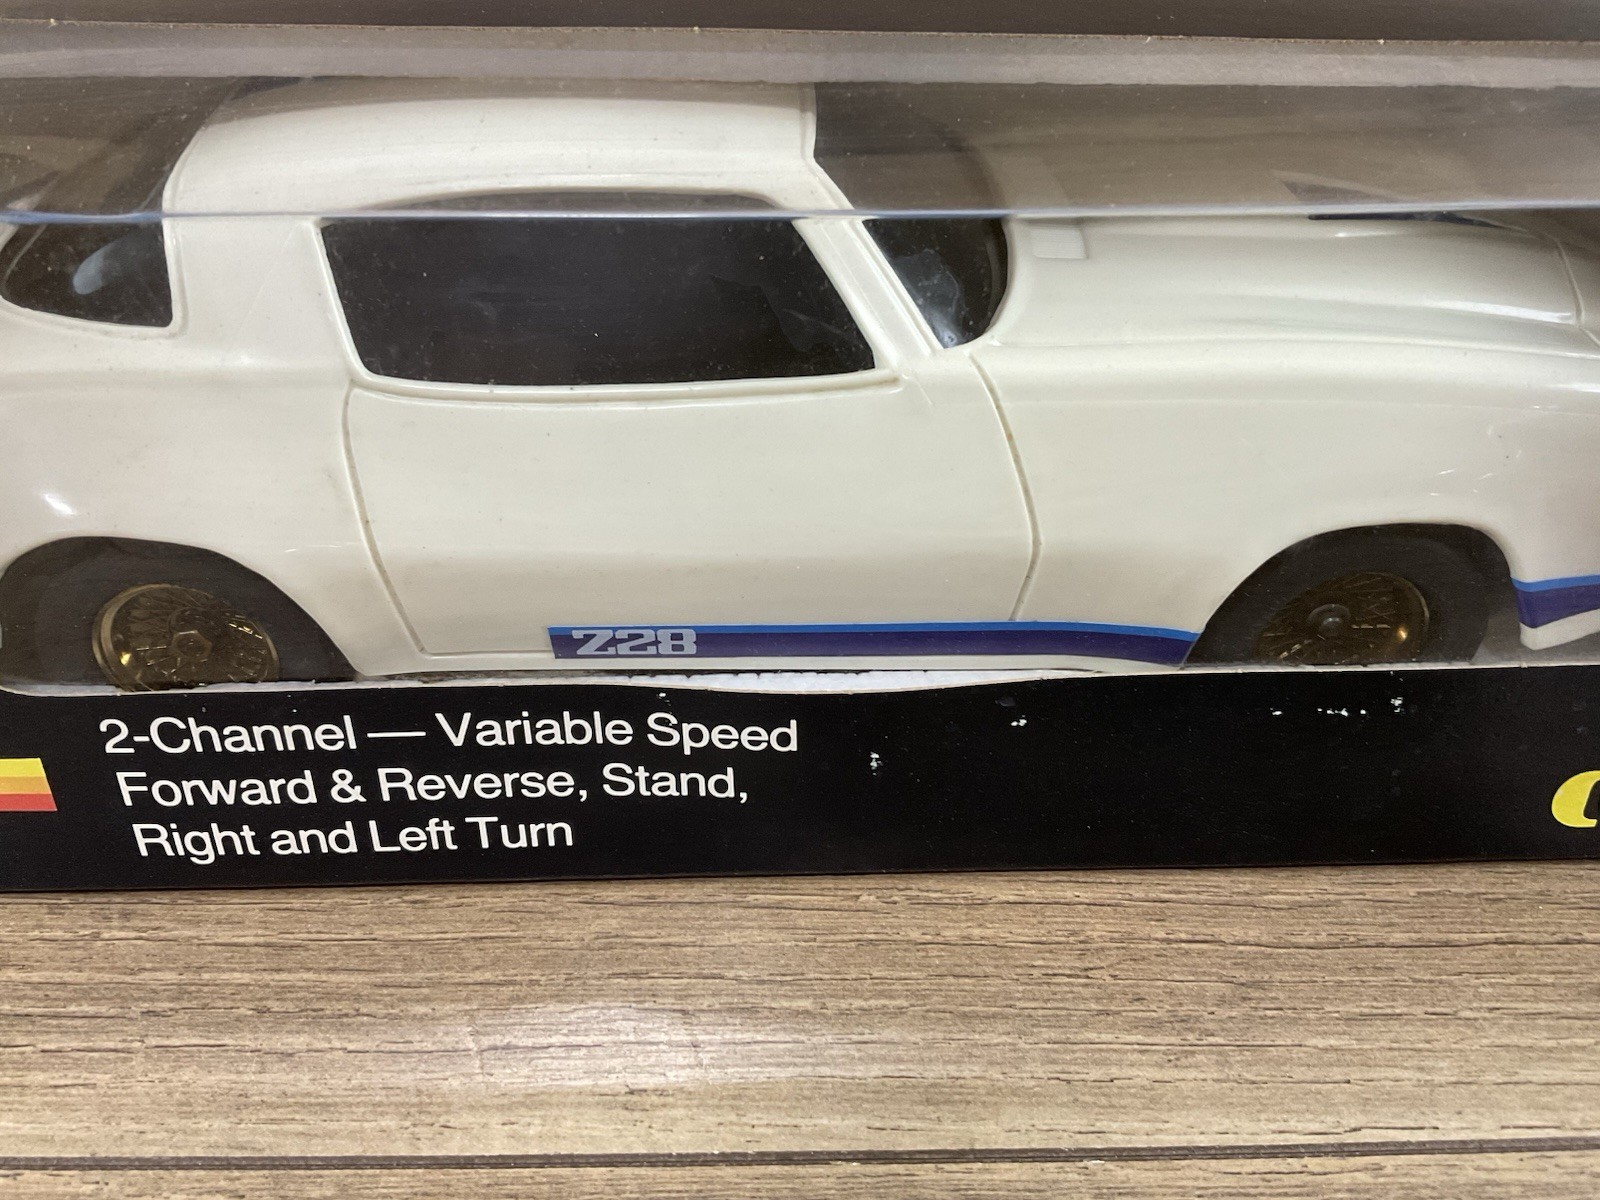 Z28
2-Channel — Variable Speed
Forward & Reverse, Stand,
Right and Left Turn